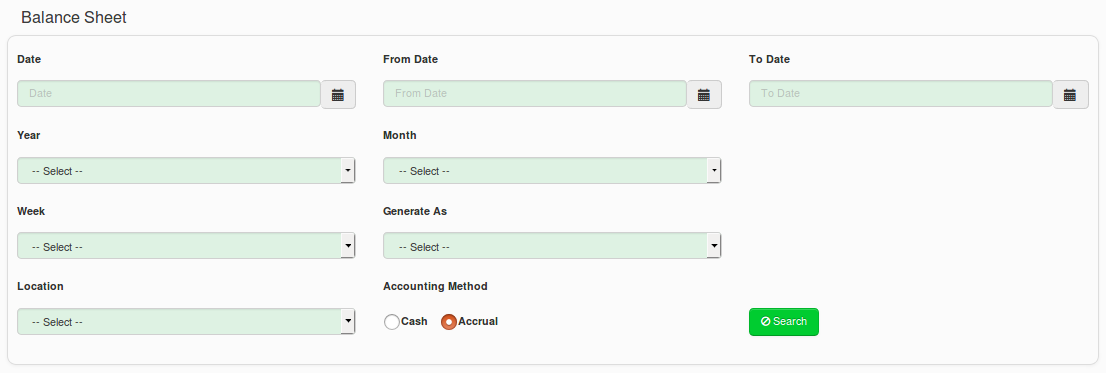 Balance Sheet
Date From Date To Date
Date From Date To Date
Year Month
-- Select -- -- Select --
Week Generate As
-- Select -- -- Select --
Location Accounting Method
-- Select -- Cash Accrual Search